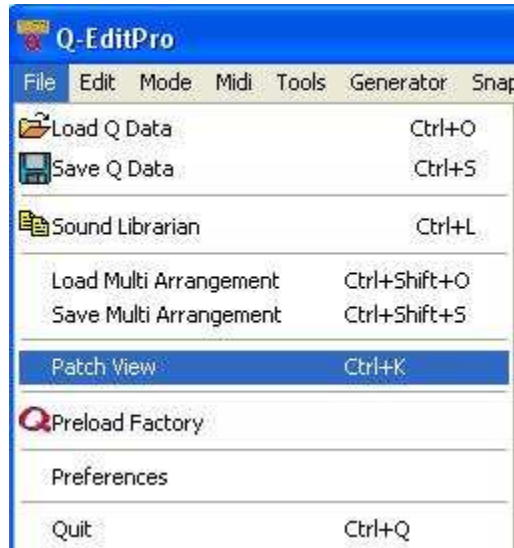 Q-EditPro
File Edit Mode Midi Tools Generator Snap
Load Q Data Ctrl+O
Save Q Data Ctrl+S
Sound Librarian Ctrl+L
Load Multi Arrangement Ctrl+Shift+O
Save Multi Arrangement Ctrl+Shift+S
Patch View Ctrl+K
Preload Factory
Preferences
Quit Ctrl+Q